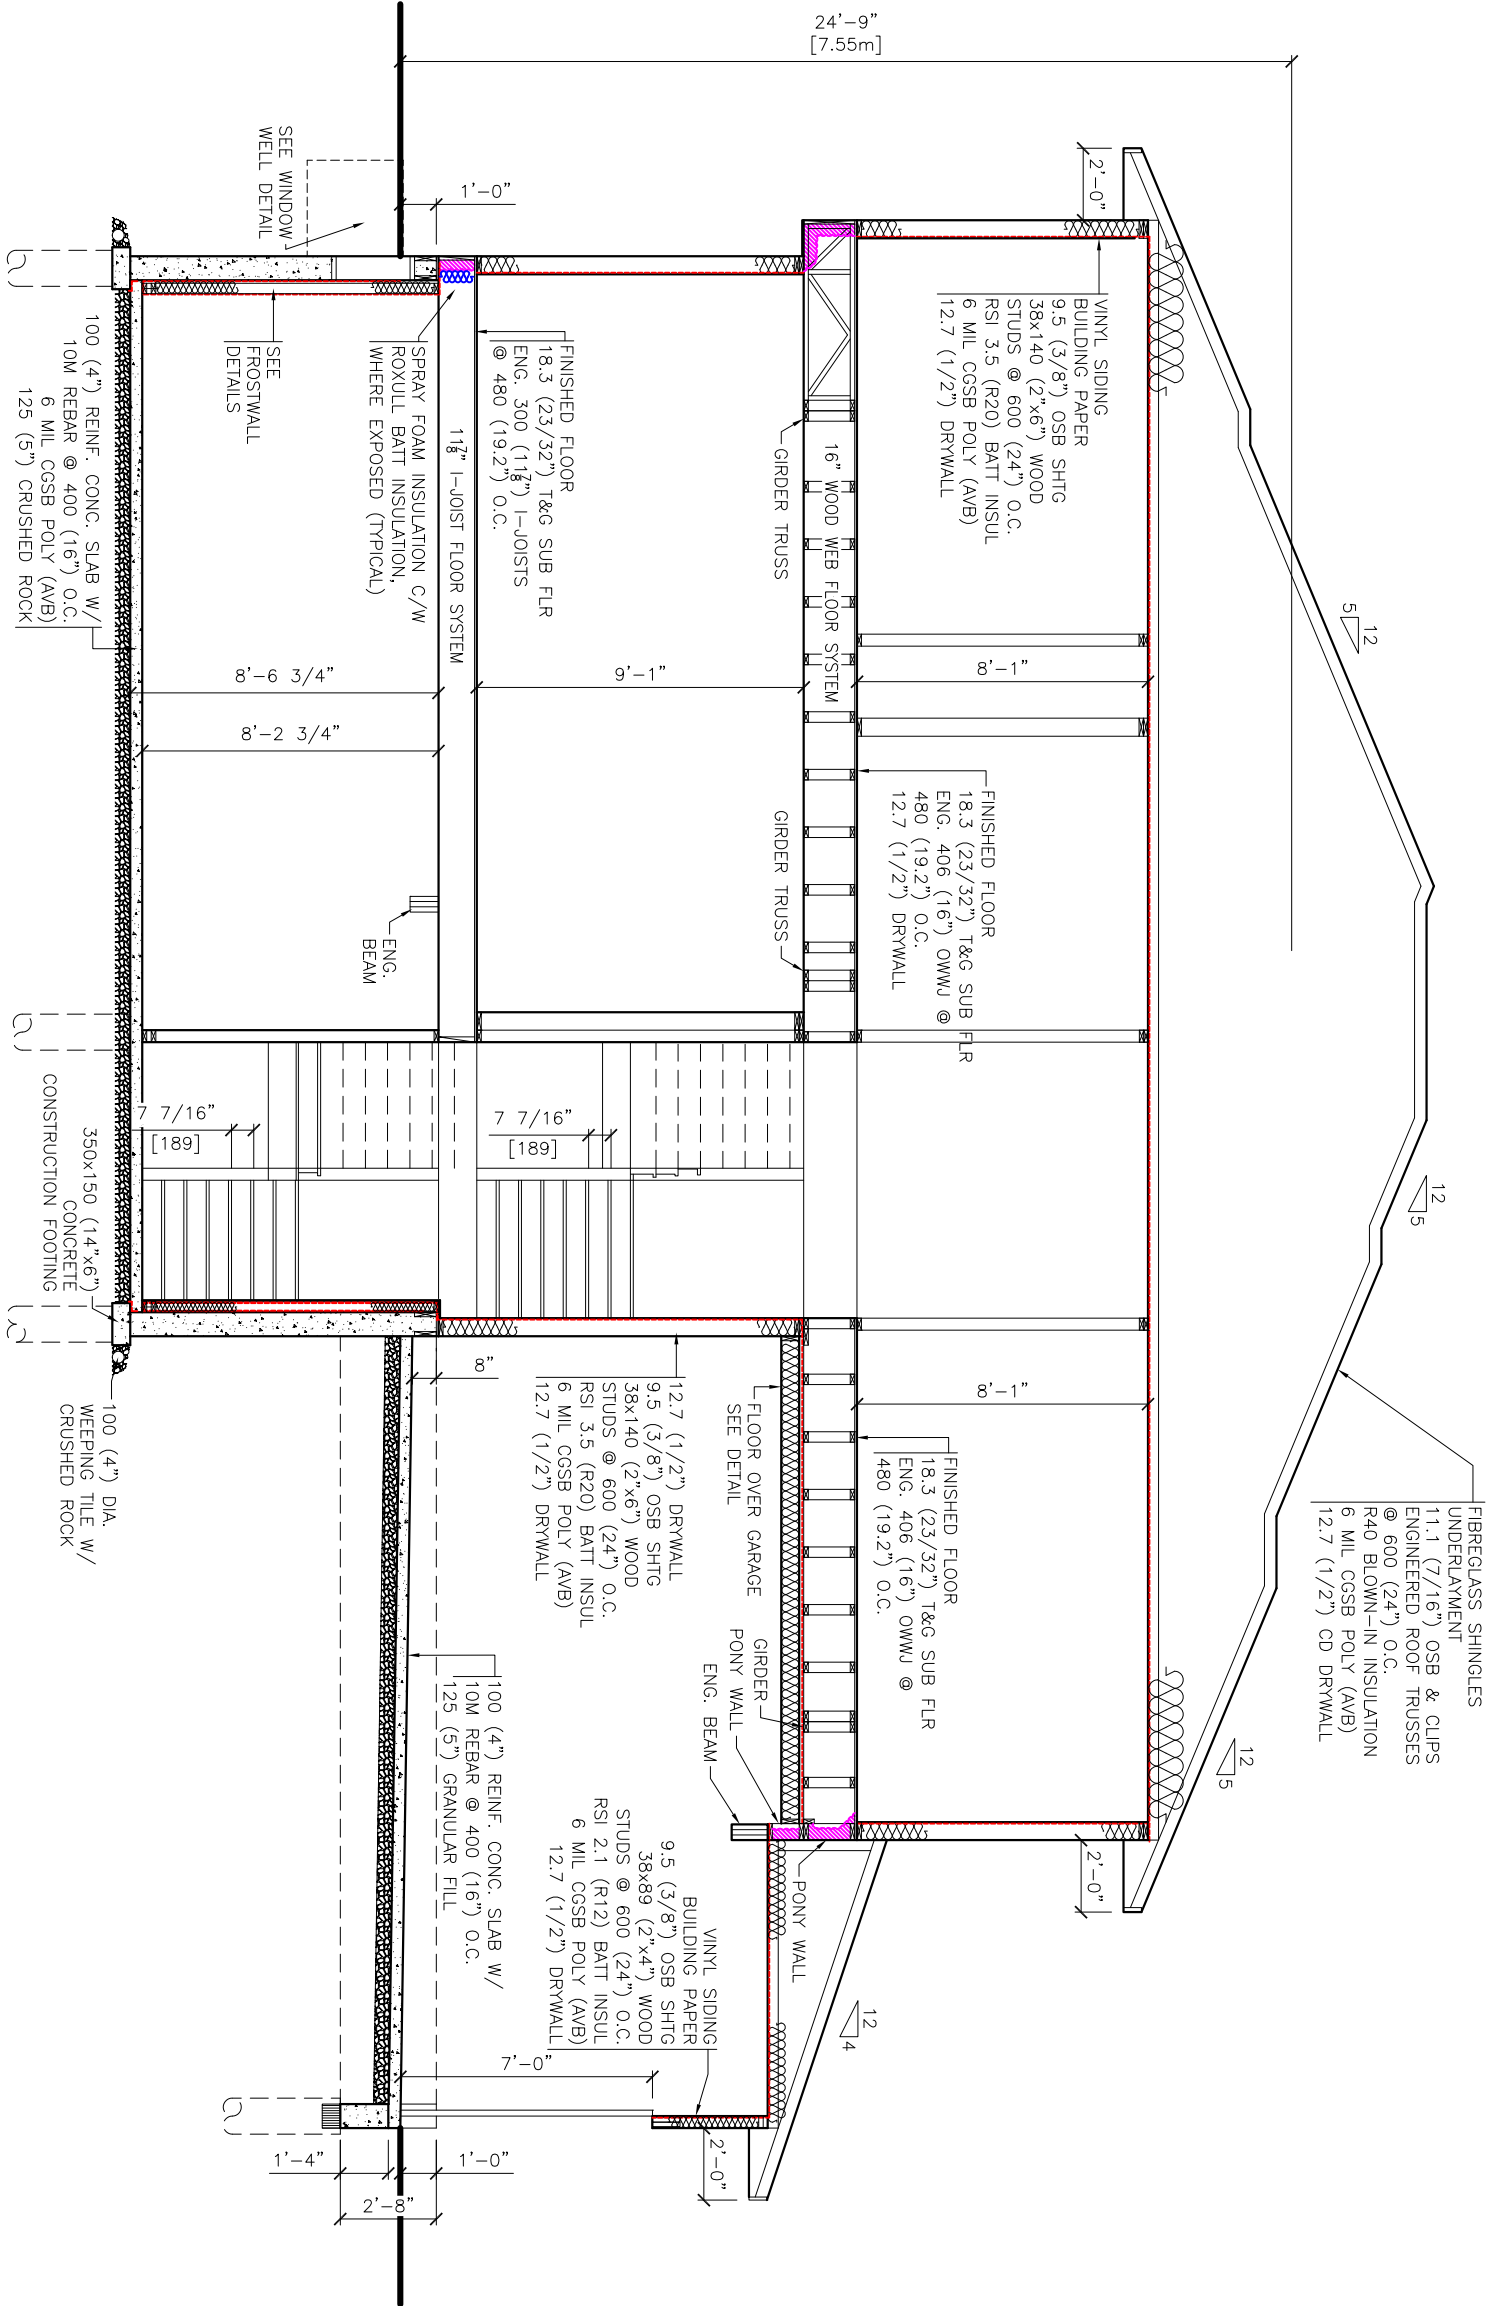 24'-9"
[7.55m]
FIBREGLASS SHINGLES
UNDERLAYMENT
11.1 (7/16") OSB & CLIPS
ENGINEERED ROOF TRUSSES
@ 600 (24") O.C.
R40 BLOWN-IN INSULATION
6 MIL CGSB POLY (AVB)
12.7 (1/2") CD DRYWALL
12
5
12
5
12
5
12
4
2'-0"
2'-0"
2'-0"
VINYL SIDING
BUILDING PAPER
9.5 (3/8") OSB SHTG
38x140 (2"x6") WOOD
STUDS @ 600 (24") O.C.
RSI 3.5 (R20) BATT INSUL
6 MIL CGSB POLY (AVB)
12.7 (1/2") DRYWALL
8'-1"
8'-1"
FINISHED FLOOR
18.3 (23/32") T&G SUB FLR
ENG. 406 (16") OWWJ @
480 (19.2") O.C.
12.7 (1/2") DRYWALL
FINISHED FLOOR
18.3 (23/32") T&G SUB FLR
ENG. 406 (16") OWWJ @
480 (19.2") O.C.
16" WOOD WEB FLOOR SYSTEM
GIRDER TRUSS
GIRDER TRUSS
FLOOR OVER GARAGE
SEE DETAIL
GIRDER
PONY WALL
ENG. BEAM
PONY WALL
FINISHED FLOOR
18.3 (23/32") T&G SUB FLR
ENG. 300 (11⅞") I-JOISTS
@ 480 (19.2") O.C.
9'-1"
7 7/16"
[189]
12.7 (1/2") DRYWALL
9.5 (3/8") OSB SHTG
38x140 (2"x6") WOOD
STUDS @ 600 (24") O.C.
RSI 3.5 (R20) BATT INSUL
6 MIL CGSB POLY (AVB)
12.7 (1/2") DRYWALL
VINYL SIDING
BUILDING PAPER
9.5 (3/8") OSB SHTG
38x89 (2"x4") WOOD
STUDS @ 600 (24") O.C.
RSI 2.1 (R12) BATT INSUL
6 MIL CGSB POLY (AVB)
12.7 (1/2") DRYWALL
7'-0"
11⅞" I-JOIST FLOOR SYSTEM
1'-0"
SPRAY FOAM INSULATION C/W
ROXULL BATT INSULATION,
WHERE EXPOSED (TYPICAL)
ENG.
BEAM
8"
100 (4") REINF. CONC. SLAB W/
10M REBAR @ 400 (16") O.C.
125 (5") GRANULAR FILL
1'-0"
1'-4"
2'-8"
SEE WINDOW
WELL DETAIL
SEE
FROSTWALL
DETAILS
8'-6 3/4"
8'-2 3/4"
7 7/16"
[189]
100 (4") REINF. CONC. SLAB W/
10M REBAR @ 400 (16") O.C.
6 MIL CGSB POLY (AVB)
125 (5") CRUSHED ROCK
350x150 (14"x6")
CONCRETE
CONSTRUCTION FOOTING
100 (4") DIA.
WEEPING TILE W/
CRUSHED ROCK